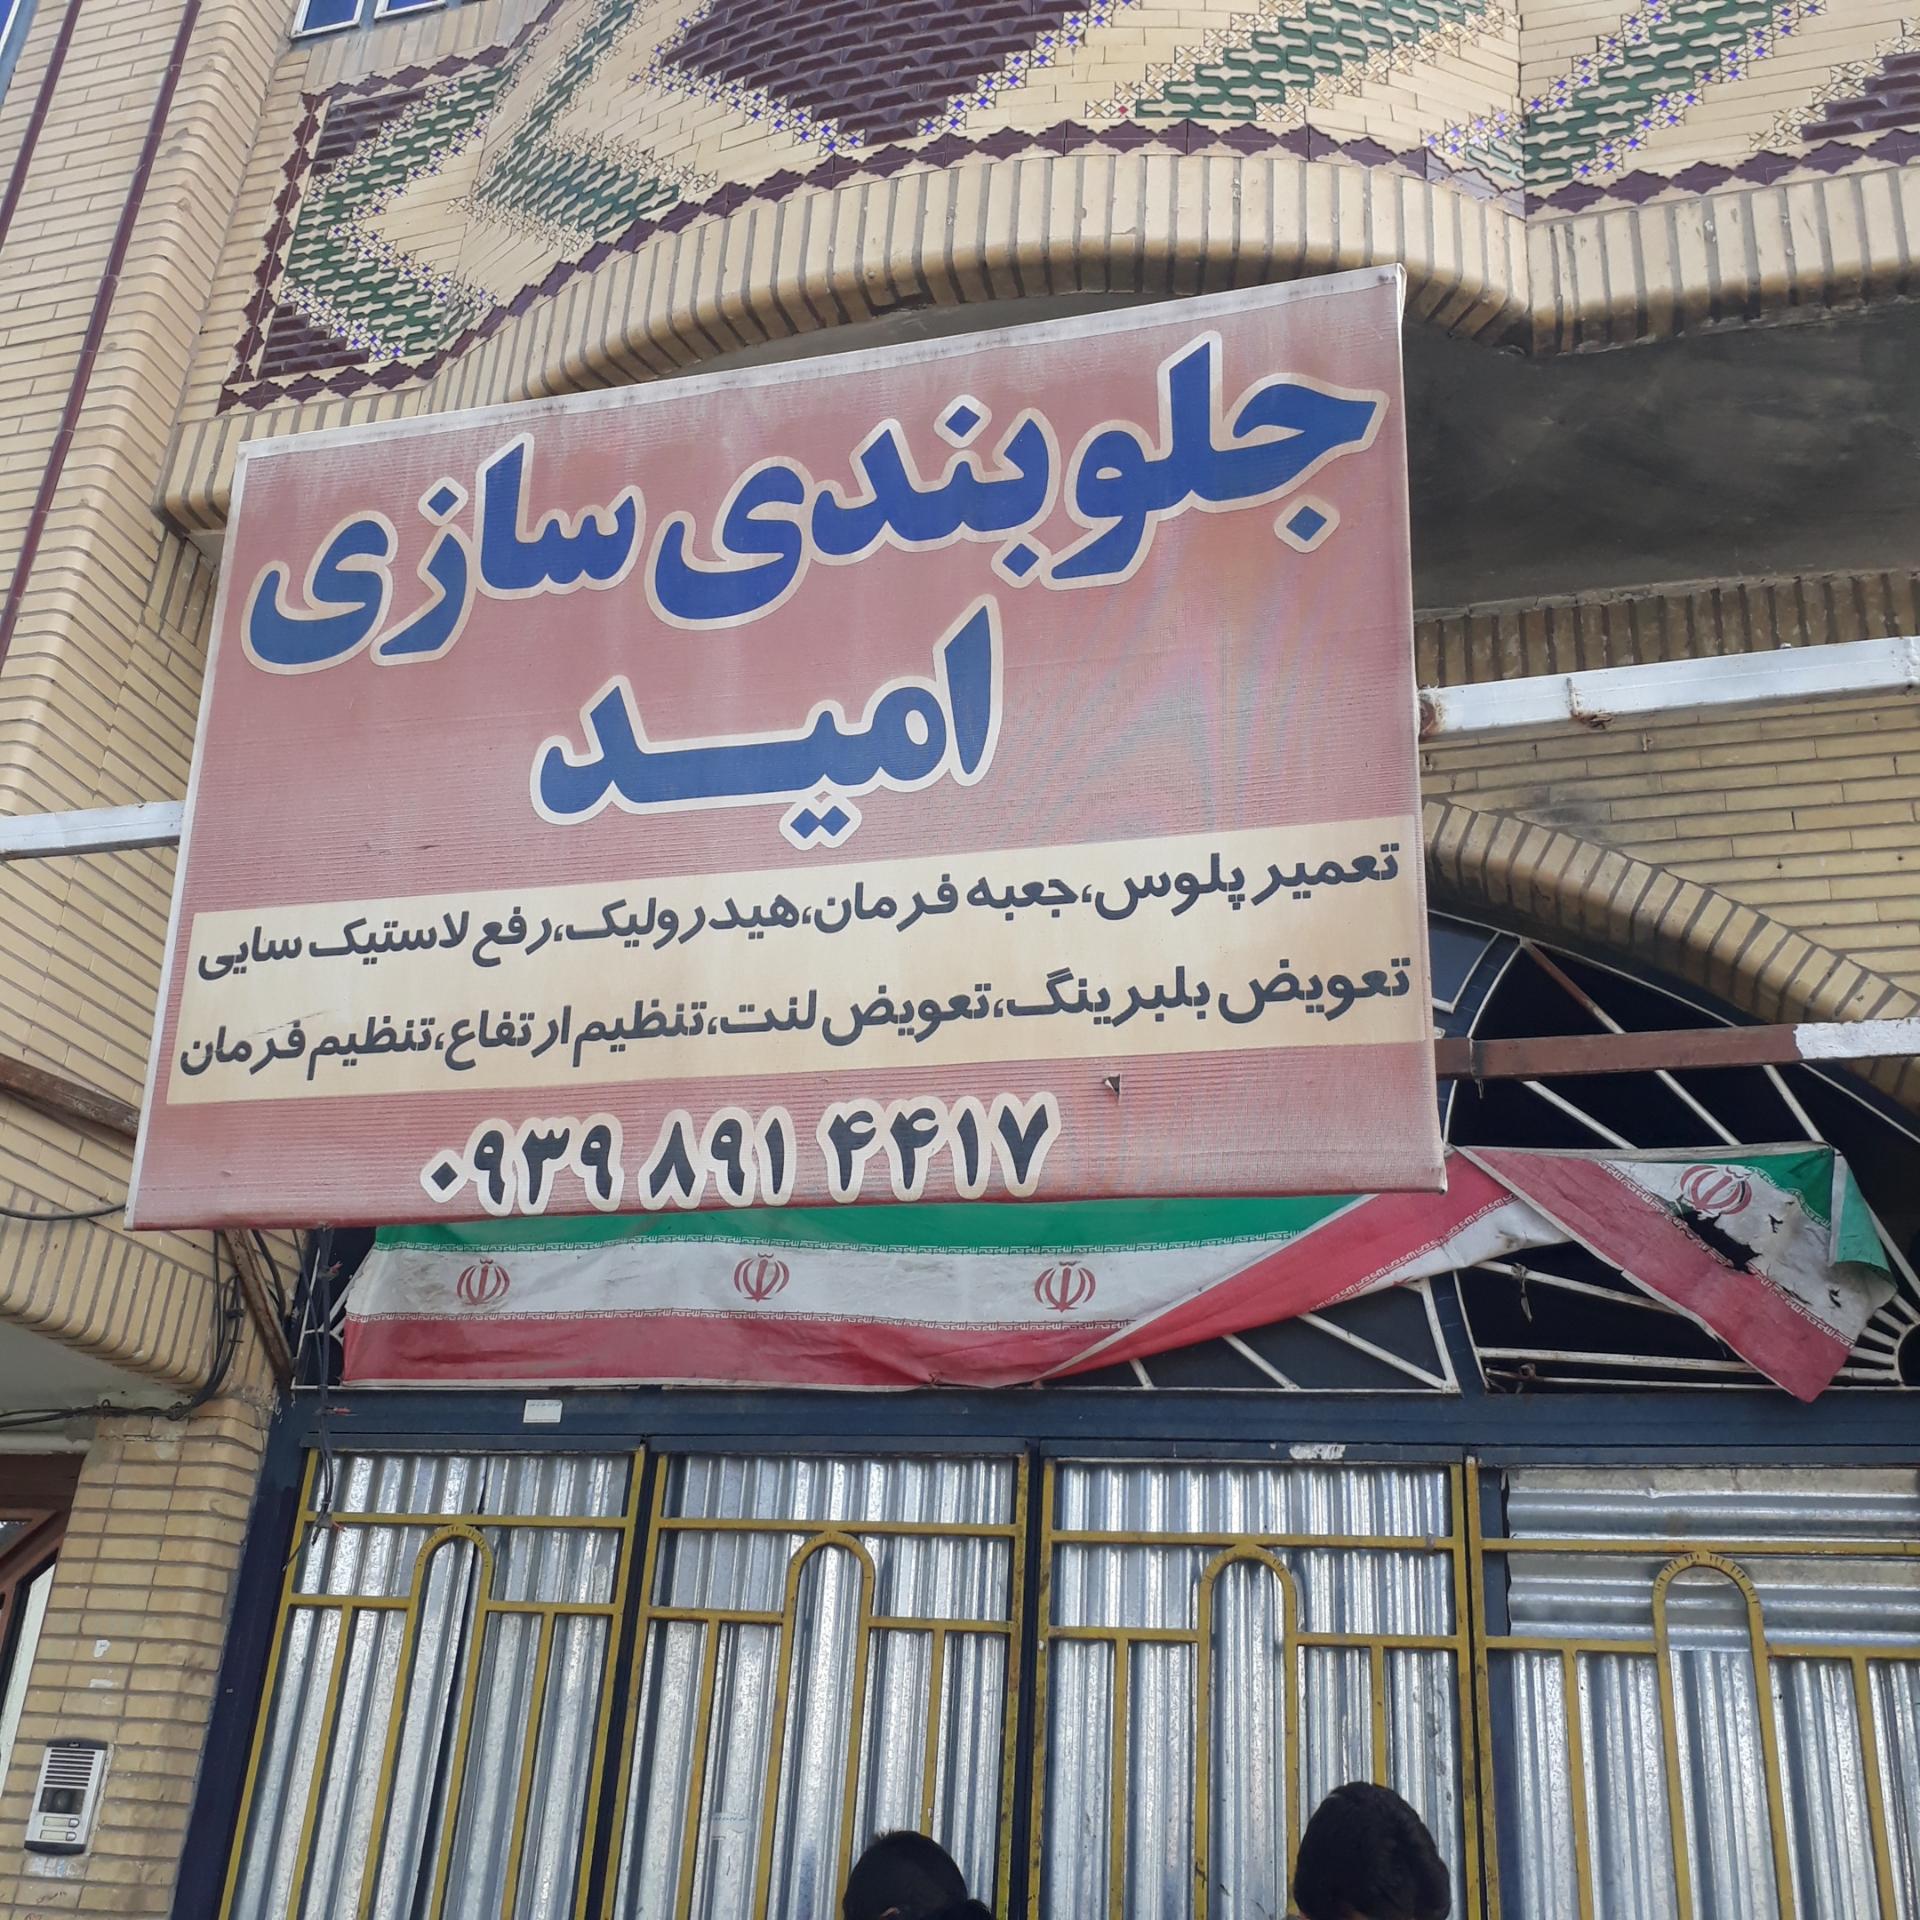 جلوبندی سازی
امید
تعمیر پلوس، جعبه فرمان، هیدرولیک، رفع لاستیک سایی
تعویض بلبرینگ، تعویض لنت، تنظیم ارتفاع، تنظیم فرمان
۰۹۳۹ ۸۹۱ ۴۴۱۷